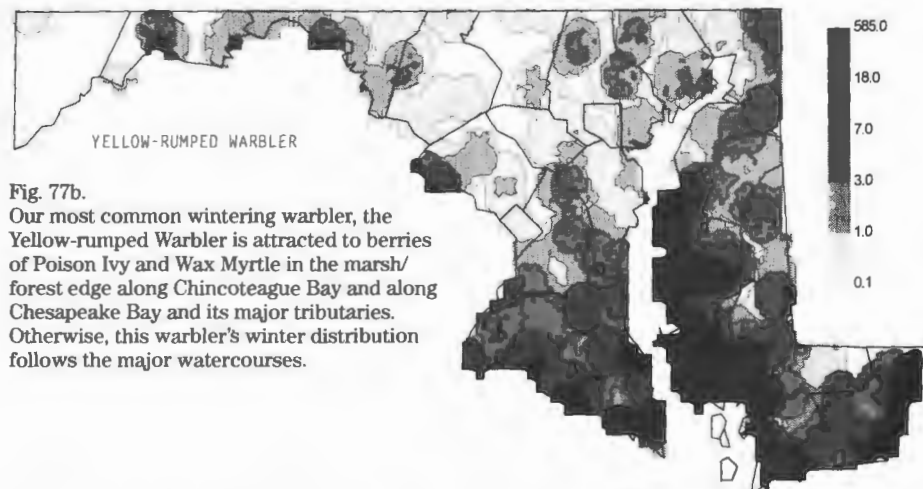 YELLOW-RUMPED WARBLER
Fig. 77b.
Our most common wintering warbler, the
Yellow-rumped Warbler is attracted to berries
of Poison Ivy and Wax Myrtle in the marsh/
forest edge along Chincoteague Bay and along
Chesapeake Bay and its major tributaries.
Otherwise, this warbler's winter distribution
follows the major watercourses.
585.0
18.0
7.0
3.0
1.0
0.1